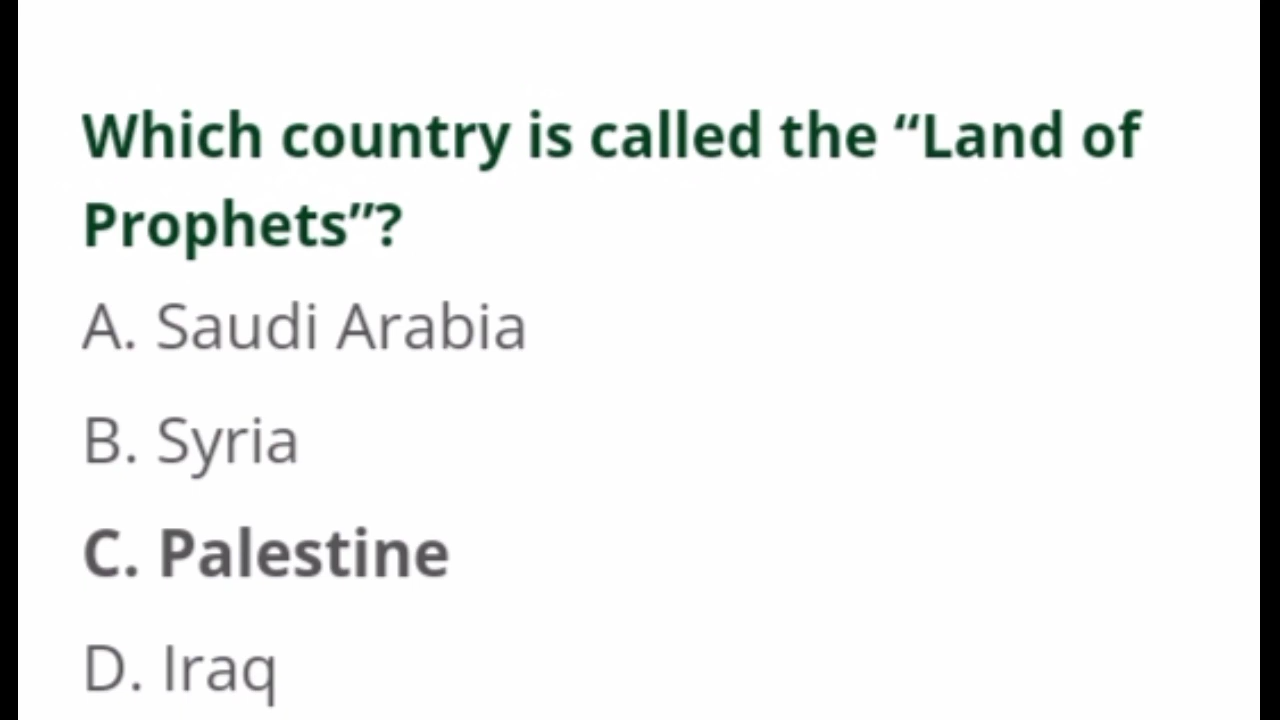 Which country is called the “Land of
Prophets”?
A. Saudi Arabia
B. Syria
C. Palestine
D. Iraq